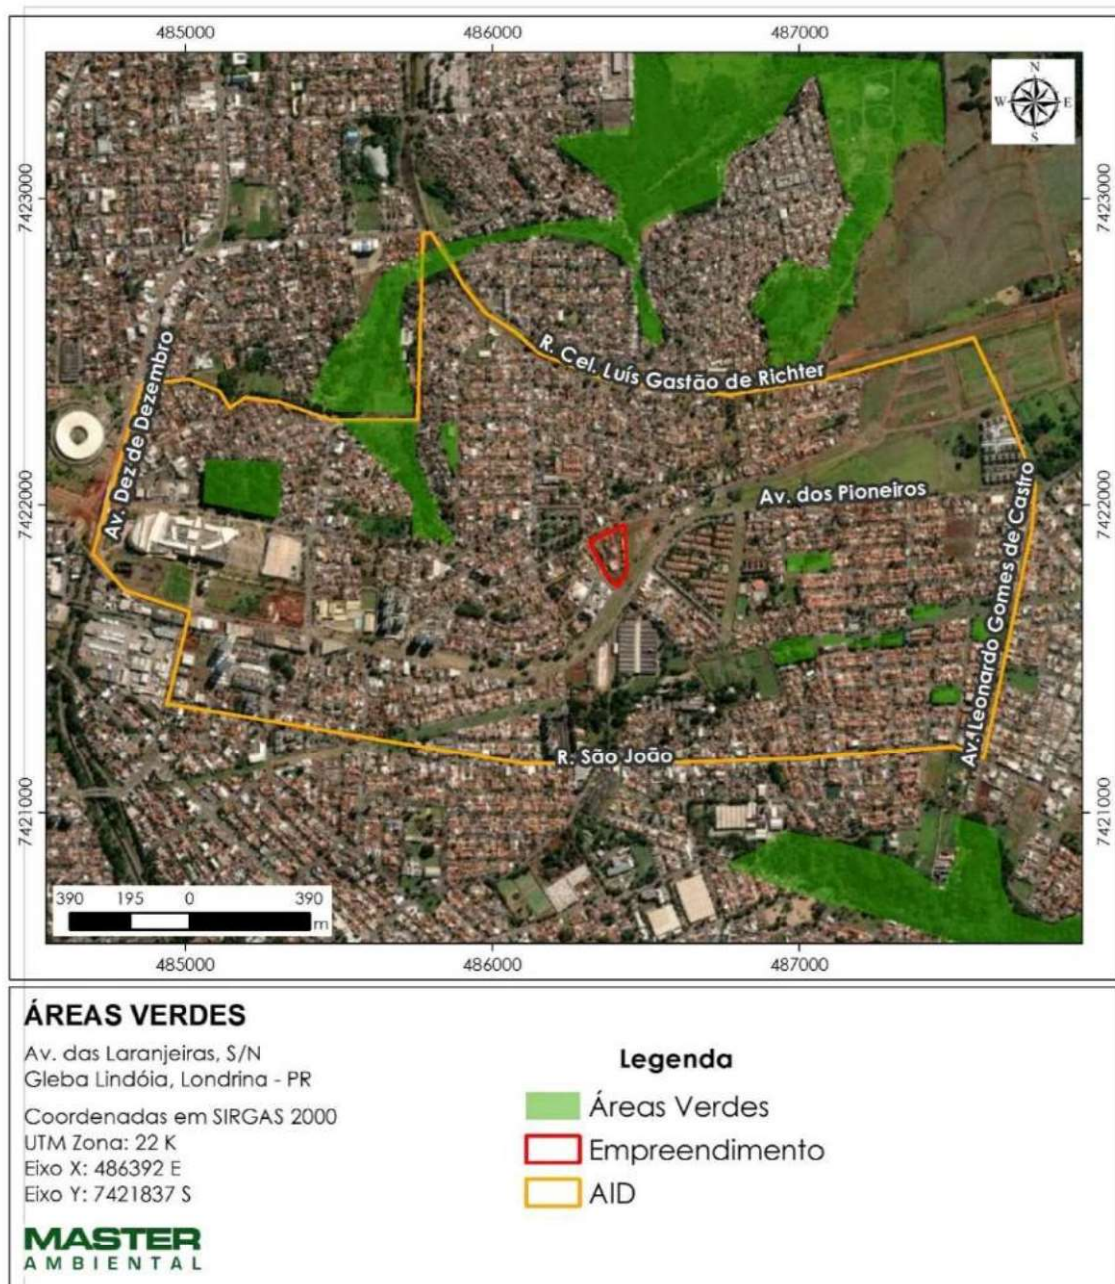 485000 486000 487000
N
W E
S
7423000 7423000
R. Cel. Luís Gastão de Richter
Av. Dez de Dezembro
7422000 7422000
Av. dos Pioneiros
Av. Leonardo Gomes de Castro
R. São João
7421000 7421000
390 195 0 390
m
485000 486000 487000
ÁREAS VERDES
Av. das Laranjeiras, S/N
Gleba Lindóia, Londrina - PR
Coordenadas em SIRGAS 2000
UTM Zona: 22 K
Eixo X: 486392 E
Eixo Y: 7421837 S
Legenda
Áreas Verdes
Empreendimento
AID
MASTER
AMBIENTAL